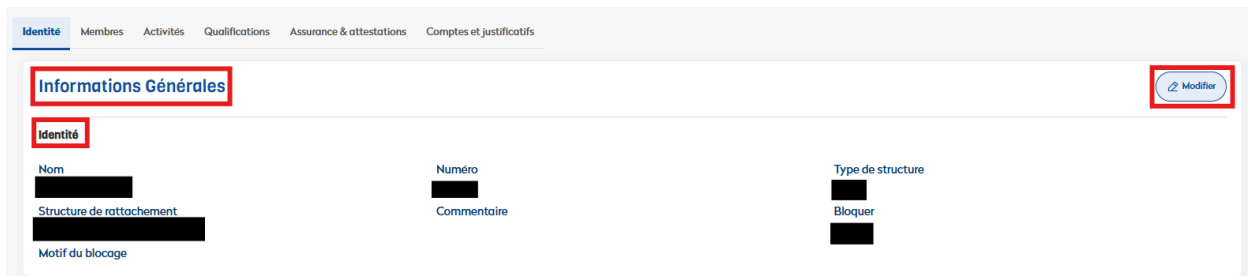 Identité Membres Activités Qualifications Assurance & attestations Comptes et justificatifs
Informations Générales
Modifier
Identité
Nom Numéro Type de structure
Structure de rattachement Commentaire Bloquer
Motif du blocage